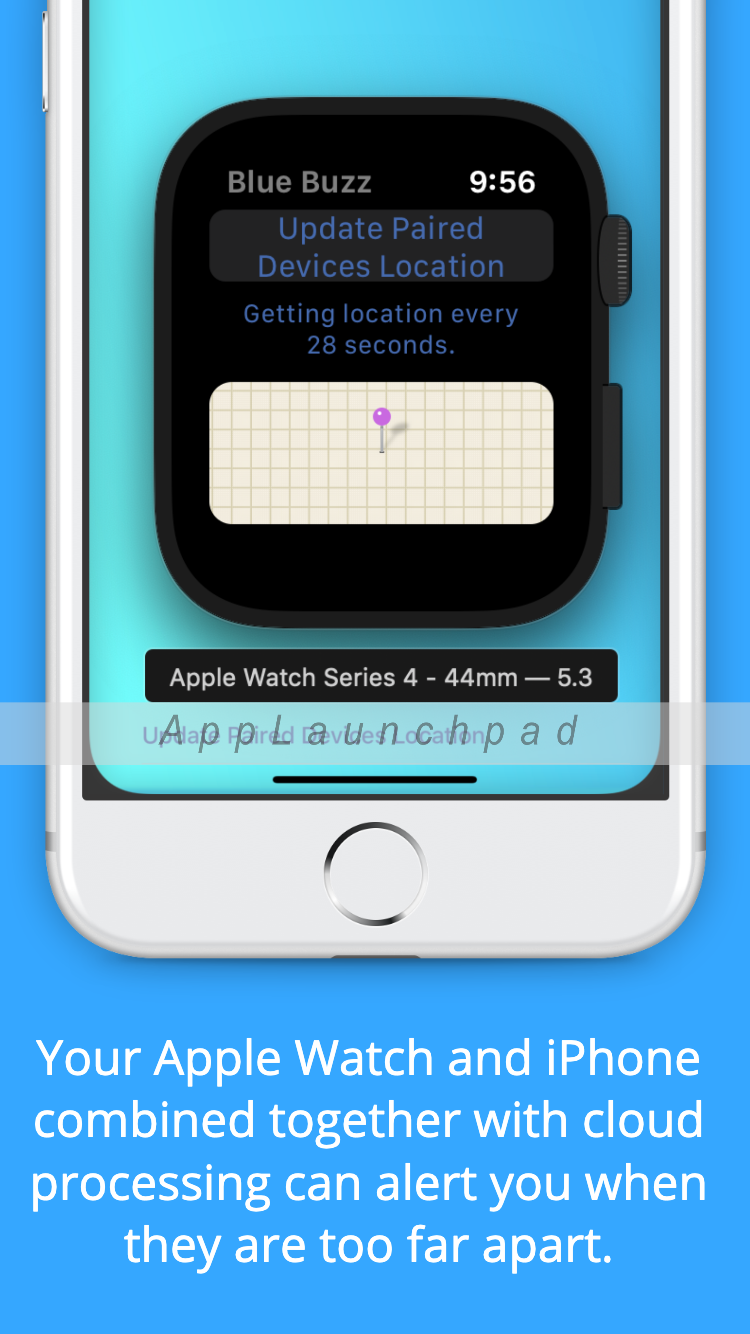 Blue Buzz 9:56
Update Paired
Devices Location
Getting location every
28 seconds.
Apple Watch Series 4 - 44mm — 5.3
AppLaunchpad
Update Paired Devices Location
Your Apple Watch and iPhone
combined together with cloud
processing can alert you when
they are too far apart.